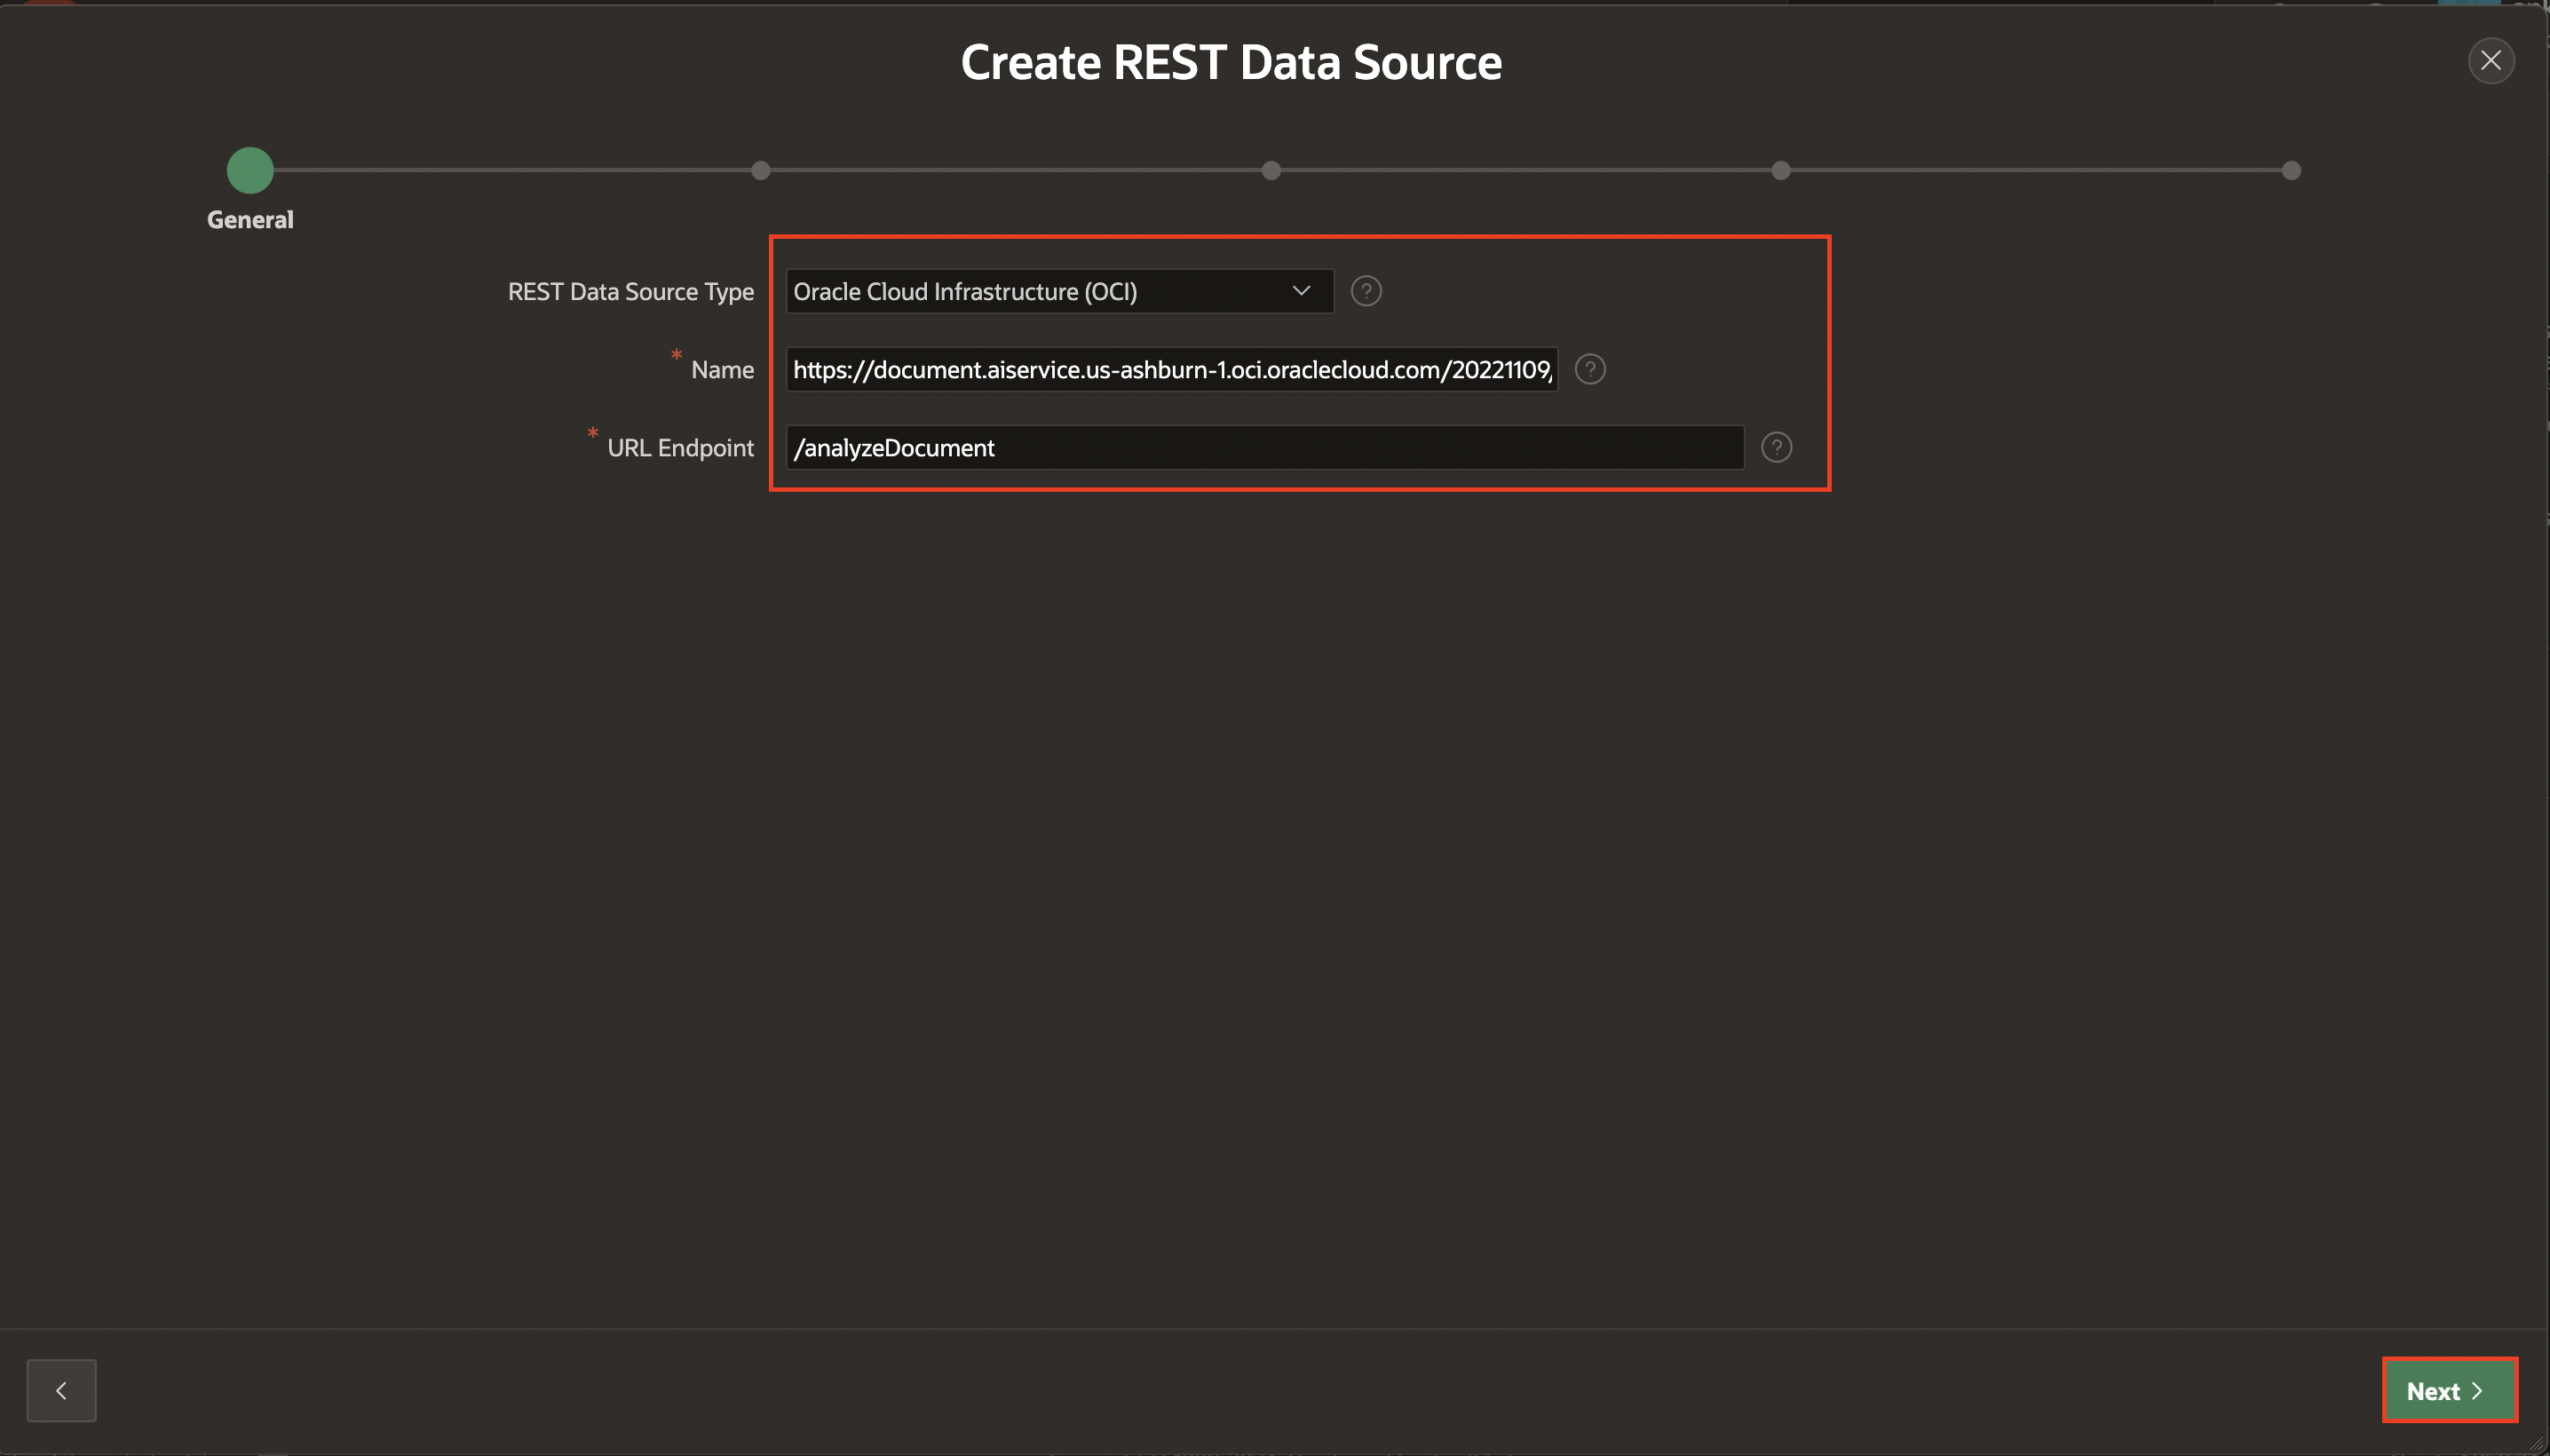 Create REST Data Source
General
REST Data Source Type
Oracle Cloud Infrastructure (OCI)
* Name
https://document.aiservice.us-ashburn-1.oci.oraclecloud.com/20221109/
* URL Endpoint
/analyzeDocument
Next